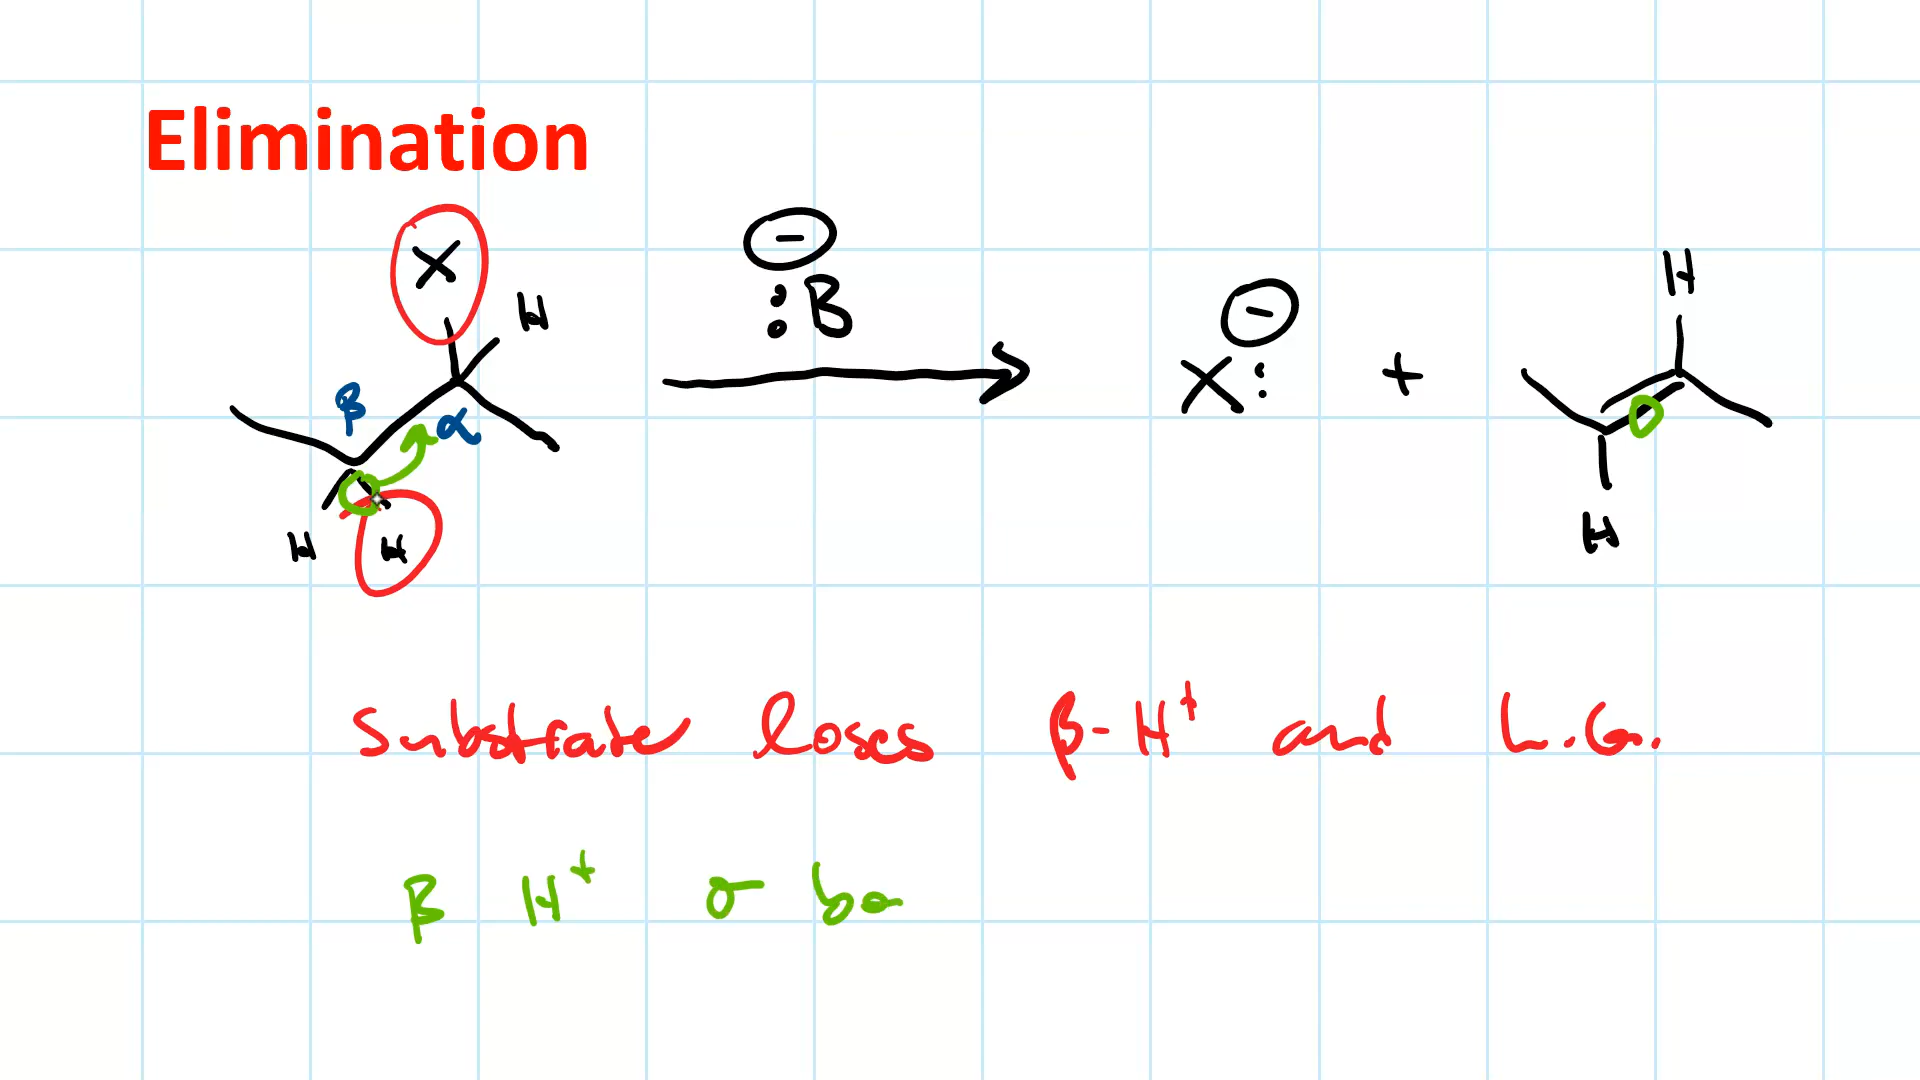 Elimination
X H ⊖ :B X:⊖ + H
β α
H H H
Substrate loses β-H⁺ and L.G.
β H⁺ σ bo